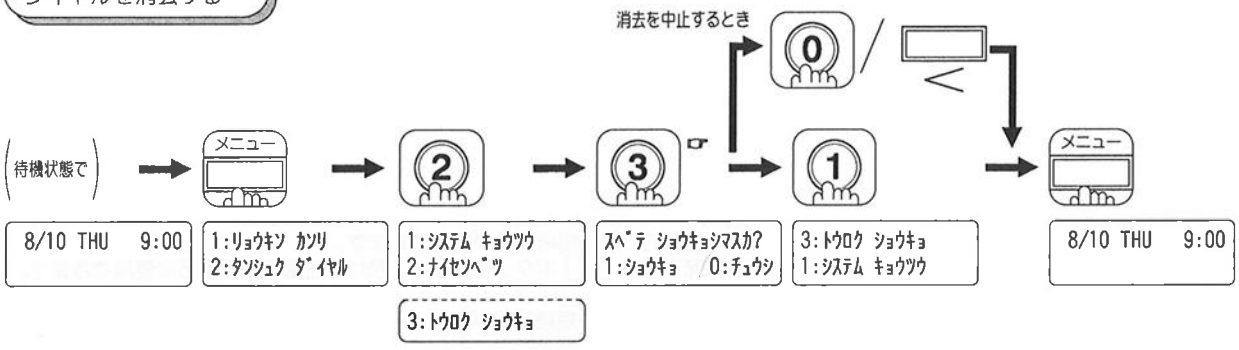 ダイヤルを消去する
消去を中止するとき
0
<
(待機状態で)
メニュー
2
3
☞
1
メニュー
8/10 THU 9:00
1:リョウキン カンリ
2:タンシュク ダイヤル
1:システム キョウツウ
2:ナイセンベツ
スベテ ショウキョシマスカ?
1:ショウキョ /0:チュウシ
3:トウロク ショウキョ
1:システム キョウツウ
8/10 THU 9:00
3:トウロク ショウキョ